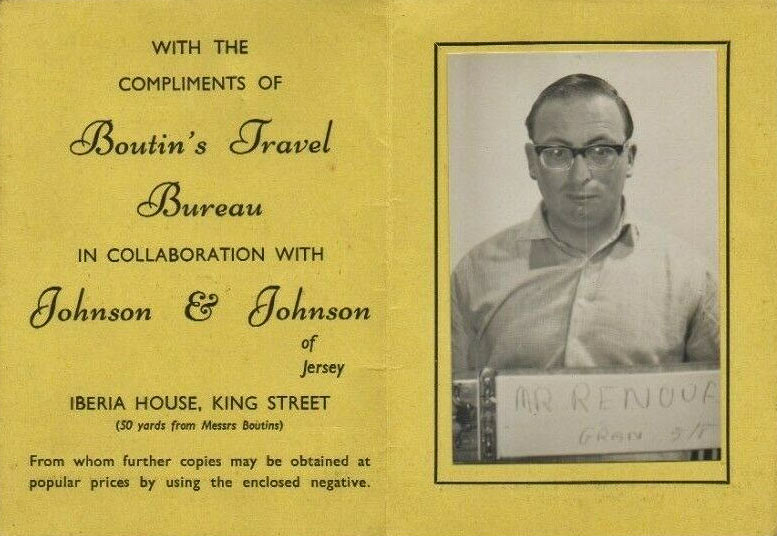 WITH THE
COMPLIMENTS OF
Boutin's Travel
Bureau
IN COLLABORATION WITH
Johnson & Johnson
of
Jersey
IBERIA HOUSE, KING STREET
(50 yards from Messrs Boutins)
From whom further copies may be obtained at
popular prices by using the enclosed negative.
MR RENOUF